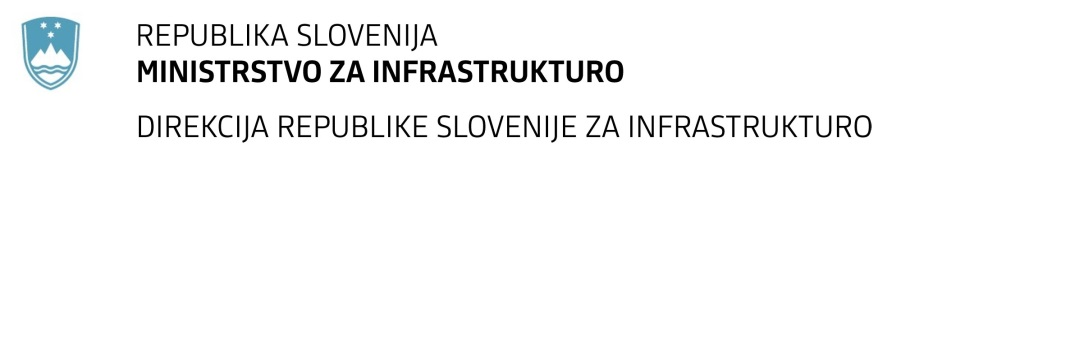 REPUBLIKA SLOVENIJA
MINISTRSTVO ZA INFRASTRUKTURO
DIREKCIJA REPUBLIKE SLOVENIJE ZA INFRASTRUKTURO